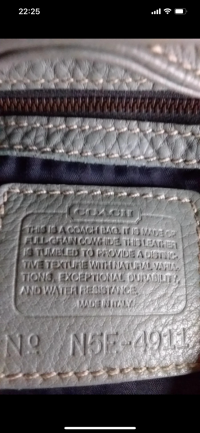 22:25
COACH
THIS IS A COACH BAG. IT IS MADE OF
FULL-GRAIN COWHIDE. THIS LEATHER
IS TUMBLED TO PROVIDE A DISTINC-
TIVE TEXTURE WITH NATURAL VARIA-
TIONS, EXCEPTIONAL DURABILITY,
AND WATER RESISTANCE.
MADE IN ITALY.
Nº N5F-4911